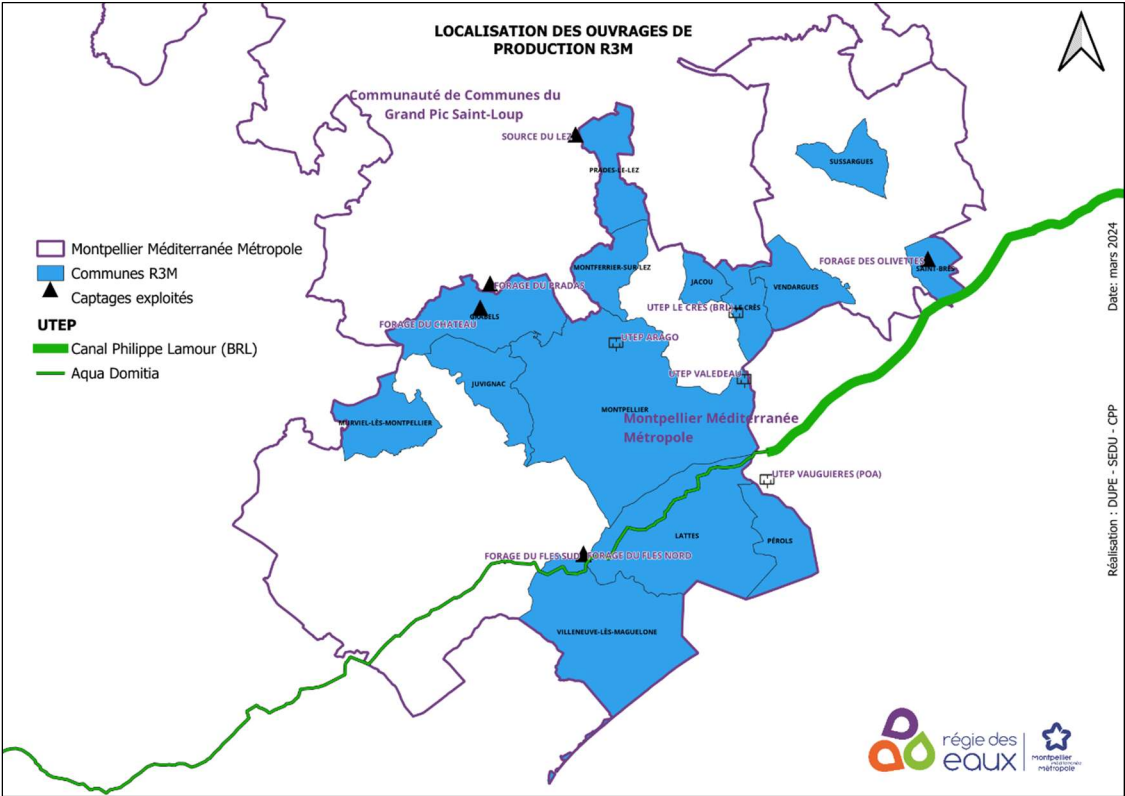 LOCALISATION DES OUVRAGES DE
PRODUCTION R3M
Communauté de Communes du
Grand Pic Saint-Loup
SOURCE DU LEZ
PRADES-LE-LEZ
SUSSARGUES
Montpellier Méditerranée Métropole
Communes R3M
Captages exploités
UTEP
Canal Philippe Lamour (BRL)
Aqua Domitia
MONTFERRIER-SUR-LEZ
FORAGE DES OLIVETTES
SAINT-BRÈS
JACOU
VENDARGUES
FORAGE DU PRADAS
GRABELS
FORAGE DU CHATEAU
UTEP LE CRÈS (BRL)
LE CRÈS
UTEP ARAGO
UTEP VALEDEAU
JUVIGNAC
MONTPELLIER
Montpellier Méditerranée
Métropole
MURVIEL-LÈS-MONTPELLIER
UTEP VAUGUIERES (POA)
LATTES
PÉROLS
FORAGE DU FLES SUD
FORAGE DU FLES NORD
VILLENEUVE-LÈS-MAGUELONE
Date: mars 2024
Réalisation : DUPE - SEDU - CPP
régie des
eaux
montpellier
méditerranée
métropole